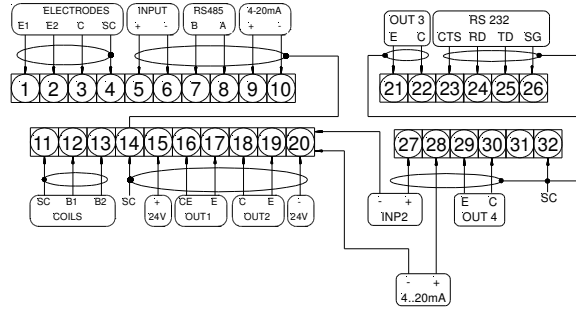 ELECTRODES INPUT RS485 4-20mA OUT 3 RS 232
E1 E2 C SC + - B A + - E C CTS RD TD SG
1 2 3 4 5 6 7 8 9 10 21 22 23 24 25 26
11 12 13 14 15 16 17 18 19 20 27 28 29 30 31 32
SC B1 B2 SC + CE E C E - - + E C SC
COILS 24V OUT1 OUT2 24V INP2 OUT 4
- +
4..20mA